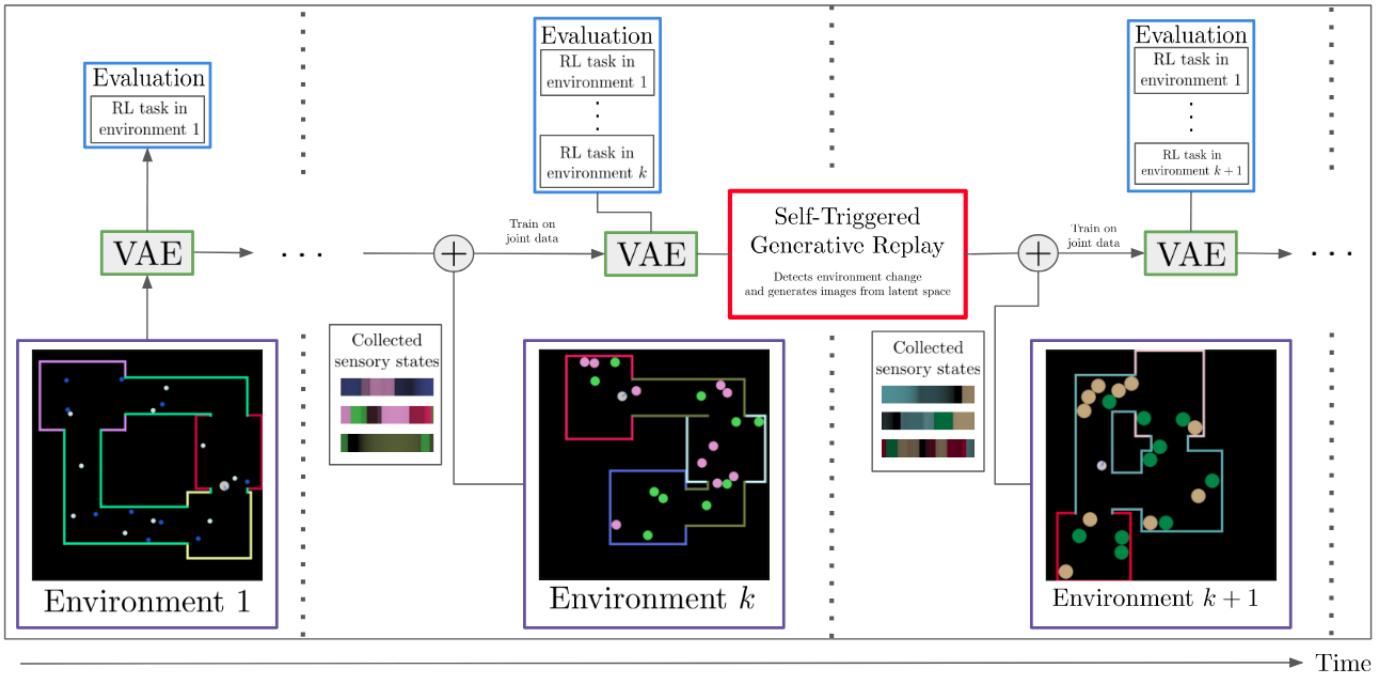 Evaluation
RL task in
environment 1
VAE
Environment 1
. . .
Evaluation
RL task in
environment 1
RL task in
environment k
+
Train on
joint data
VAE
Collected
sensory states
Environment k
Self-Triggered
Generative Replay
Detects environment change
and generates images from latent space
Evaluation
RL task in
environment 1
RL task in
environment k + 1
+
Train on
joint data
VAE
. . .
Collected
sensory states
Environment k + 1
Time